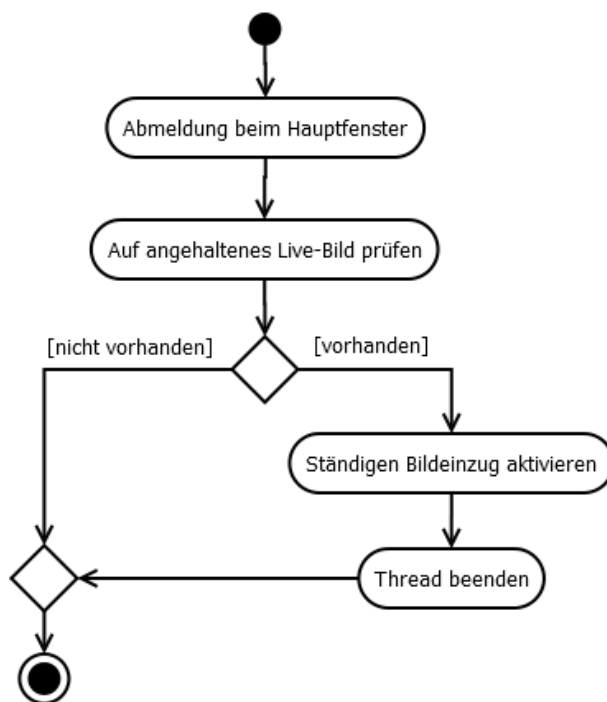 Abmeldung beim Hauptfenster
Auf angehaltenes Live-Bild prüfen
[nicht vorhanden]
[vorhanden]
Ständigen Bildeinzug aktivieren
Thread beenden